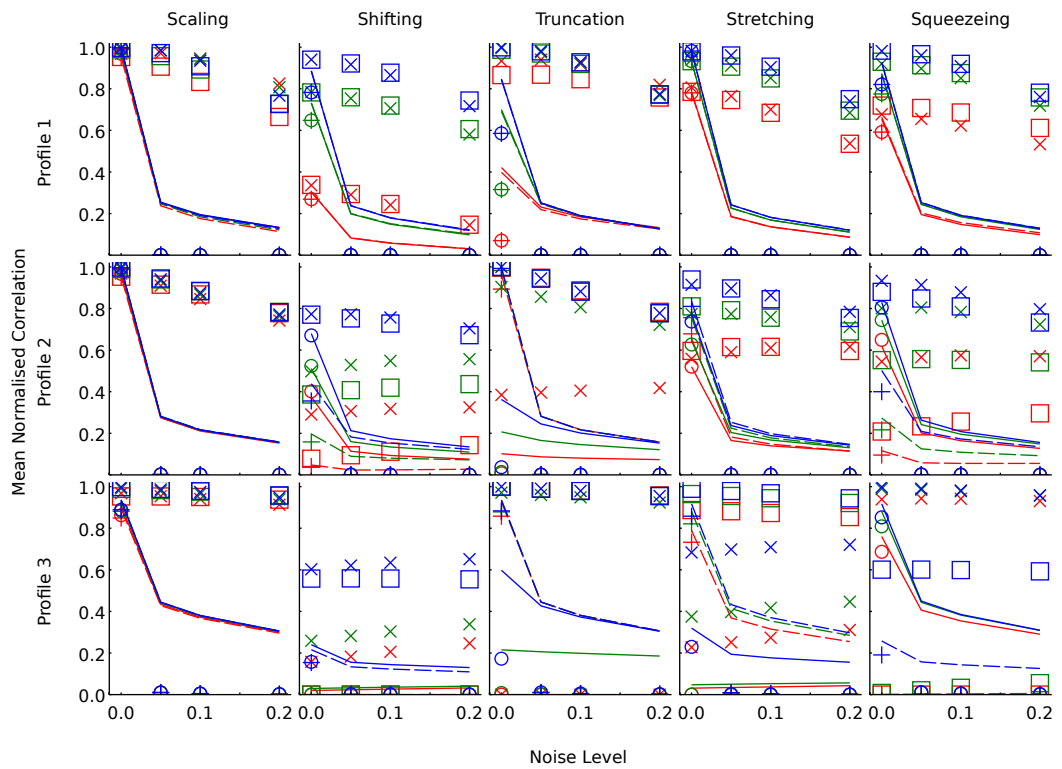 Scaling Shifting Truncation Stretching Squeezeing
Mean Normalised Correlation
Profile 1
1.0
0.8
0.6
0.4
0.2
Profile 2
1.0
0.8
0.6
0.4
0.2
0.0
Profile 3
1.0
0.8
0.6
0.4
0.2
0.0
0.0 0.1 0.2 0.0 0.1 0.2 0.0 0.1 0.2 0.0 0.1 0.2 0.0 0.1 0.2
Noise Level